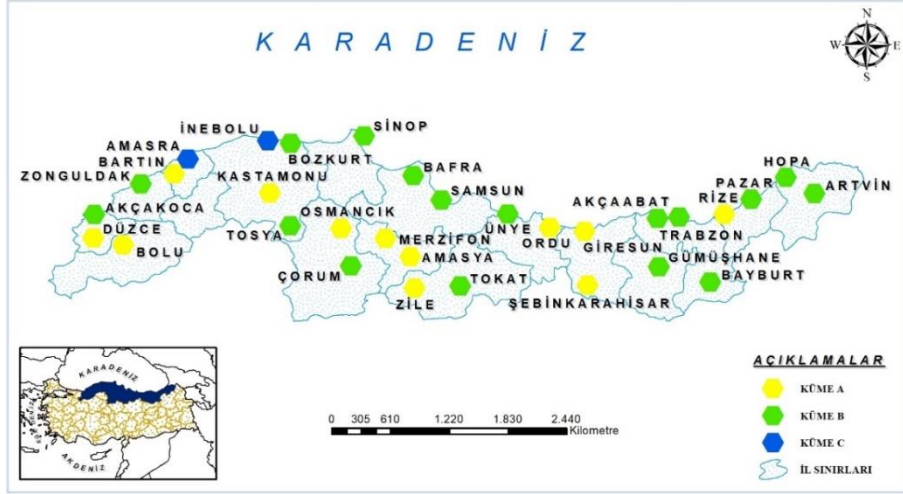 KARADENİZ
N
W E
S
SİNOP
İNEBOLU
AMASRA
BOZKURT
BARTIN
HOPA
ZONGULDAK
KASTAMONU
BAFRA
PAZAR
ARTVİN
SAMSUN
AKÇAABAT
RİZE
AKÇAKOCA
OSMANCIK
DÜZCE
TOSYA
ÜNYE
TRABZON
BOLU
MERZİFON
ORDU
GİRESUN
AMASYA
GÜMÜŞHANE
ÇORUM
TOKAT
BAYBURT
ZİLE
ŞEBİNKARAHİSAR
KARADENİZ
AKDENİZ
AÇIKLAMALAR
KÜME A
KÜME B
KÜME C
İL SINIRLARI
0 305 610 1.220 1.830 2.440
Kilometre